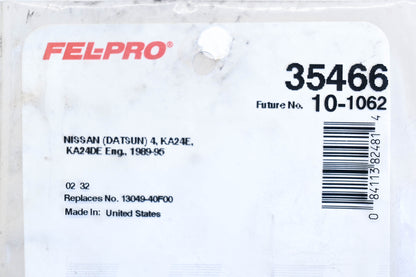 FEL-PRO®
35466
Future No. 10-1062
NISSAN (DATSUN) 4, KA24E,
KA24DE Eng., 1989-95
02 32
Replaces No. 13049-40F00
Made In: United States
0 84113 82481 4